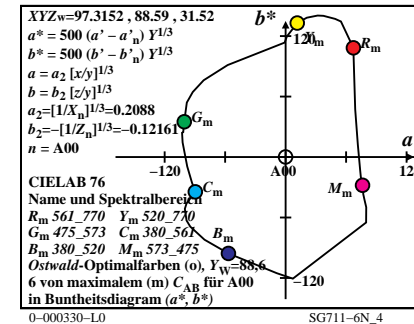 XYZw=97.3152, 88.59, 31.52
a* = 500 (a' - a'n) Y1/3
b* = 500 (b' - b'n) Y1/3
a = a2 [x/y]1/3
b = b2 [z/y]1/3
a2=[1/Xn]1/3=0.2088
b2=-[1/Zn]1/3=-0.12161
n = A00
CIELAB 76
Name und Spektralbereich
Rm 561_770 Ym 520_770
Gm 475_573 Cm 380_561
Bm 380_520 Mm 573_475
Ostwald-Optimalfarben (o), YW=88,6
6 von maximalem (m) CAB für A00
in Buntheitsdiagram (a*, b*)
b*
120
Ym
Rm
Gm
a
-120
A00
12
Cm
Mm
Bm
-120
0-000330-L0
SG711-6N_4